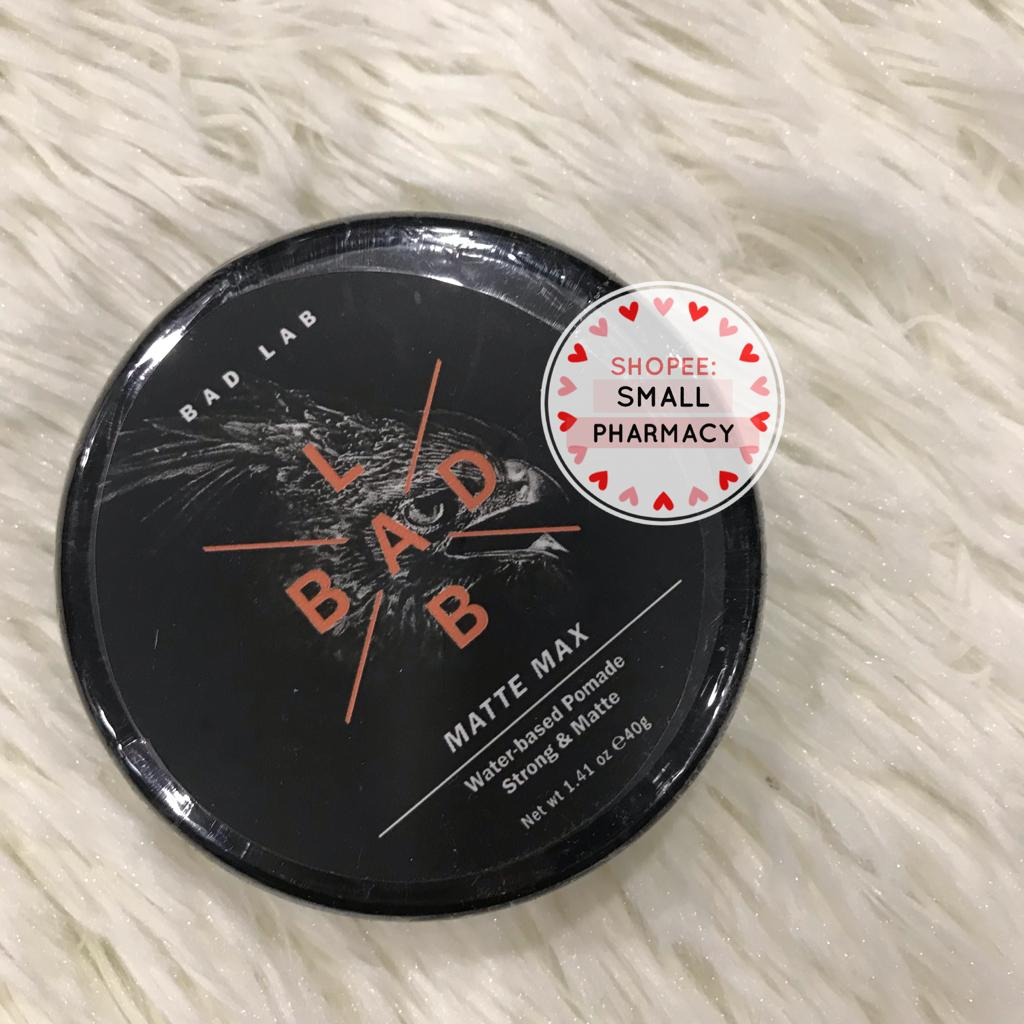 BAD LAB
L D
A
B B
MATTE MAX
Water-based Pomade
Strong & Matte
Net wt 1.41 oz ℮40g
SHOPEE:
SMALL
PHARMACY